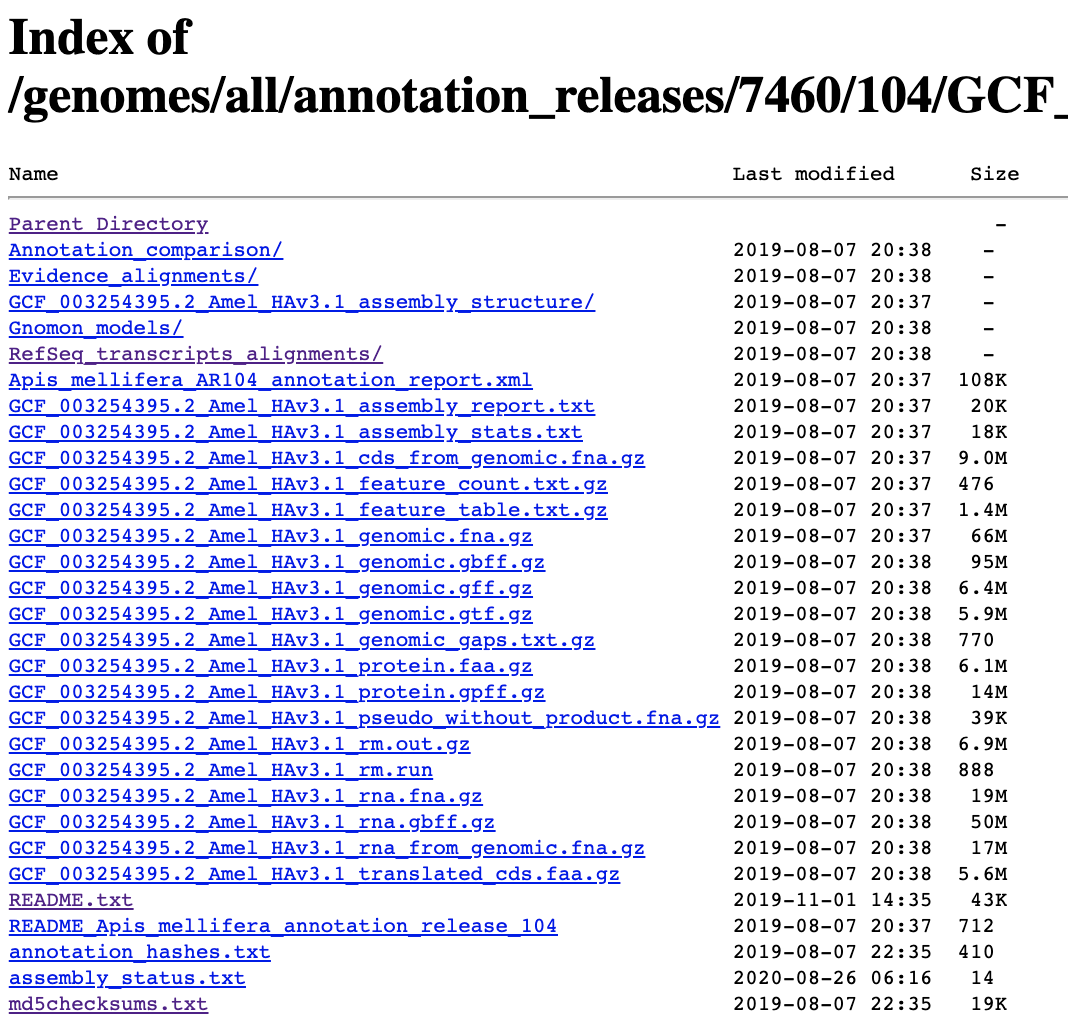 Index of
/genomes/all/annotation_releases/7460/104/GCF_
Name Last modified Size
Parent Directory -
Annotation_comparison/ 2019-08-07 20:38 -
Evidence_alignments/ 2019-08-07 20:38 -
GCF_003254395.2_Amel_HAv3.1_assembly_structure/ 2019-08-07 20:37 -
Gnomon_models/ 2019-08-07 20:38 -
RefSeq_transcripts_alignments/ 2019-08-07 20:38 -
Apis_mellifera_AR104_annotation_report.xml 2019-08-07 20:37 108K
GCF_003254395.2_Amel_HAv3.1_assembly_report.txt 2019-08-07 20:37 20K
GCF_003254395.2_Amel_HAv3.1_assembly_stats.txt 2019-08-07 20:37 18K
GCF_003254395.2_Amel_HAv3.1_cds_from_genomic.fna.gz 2019-08-07 20:37 9.0M
GCF_003254395.2_Amel_HAv3.1_feature_count.txt.gz 2019-08-07 20:37 476
GCF_003254395.2_Amel_HAv3.1_feature_table.txt.gz 2019-08-07 20:37 1.4M
GCF_003254395.2_Amel_HAv3.1_genomic.fna.gz 2019-08-07 20:37 66M
GCF_003254395.2_Amel_HAv3.1_genomic.gbff.gz 2019-08-07 20:38 95M
GCF_003254395.2_Amel_HAv3.1_genomic.gff.gz 2019-08-07 20:38 6.4M
GCF_003254395.2_Amel_HAv3.1_genomic.gtf.gz 2019-08-07 20:38 5.9M
GCF_003254395.2_Amel_HAv3.1_genomic_gaps.txt.gz 2019-08-07 20:38 770
GCF_003254395.2_Amel_HAv3.1_protein.faa.gz 2019-08-07 20:38 6.1M
GCF_003254395.2_Amel_HAv3.1_protein.gpff.gz 2019-08-07 20:38 14M
GCF_003254395.2_Amel_HAv3.1_pseudo_without_product.fna.gz 2019-08-07 20:38 39K
GCF_003254395.2_Amel_HAv3.1_rm.out.gz 2019-08-07 20:38 6.9M
GCF_003254395.2_Amel_HAv3.1_rm.run 2019-08-07 20:38 888
GCF_003254395.2_Amel_HAv3.1_rna.fna.gz 2019-08-07 20:38 19M
GCF_003254395.2_Amel_HAv3.1_rna.gbff.gz 2019-08-07 20:38 50M
GCF_003254395.2_Amel_HAv3.1_rna_from_genomic.fna.gz 2019-08-07 20:38 17M
GCF_003254395.2_Amel_HAv3.1_translated_cds.faa.gz 2019-08-07 20:38 5.6M
README.txt 2019-11-01 14:35 43K
README_Apis_mellifera_annotation_release_104 2019-08-07 20:37 712
annotation_hashes.txt 2019-08-07 22:35 410
assembly_status.txt 2020-08-26 06:16 14
md5checksums.txt 2019-08-07 22:35 19K